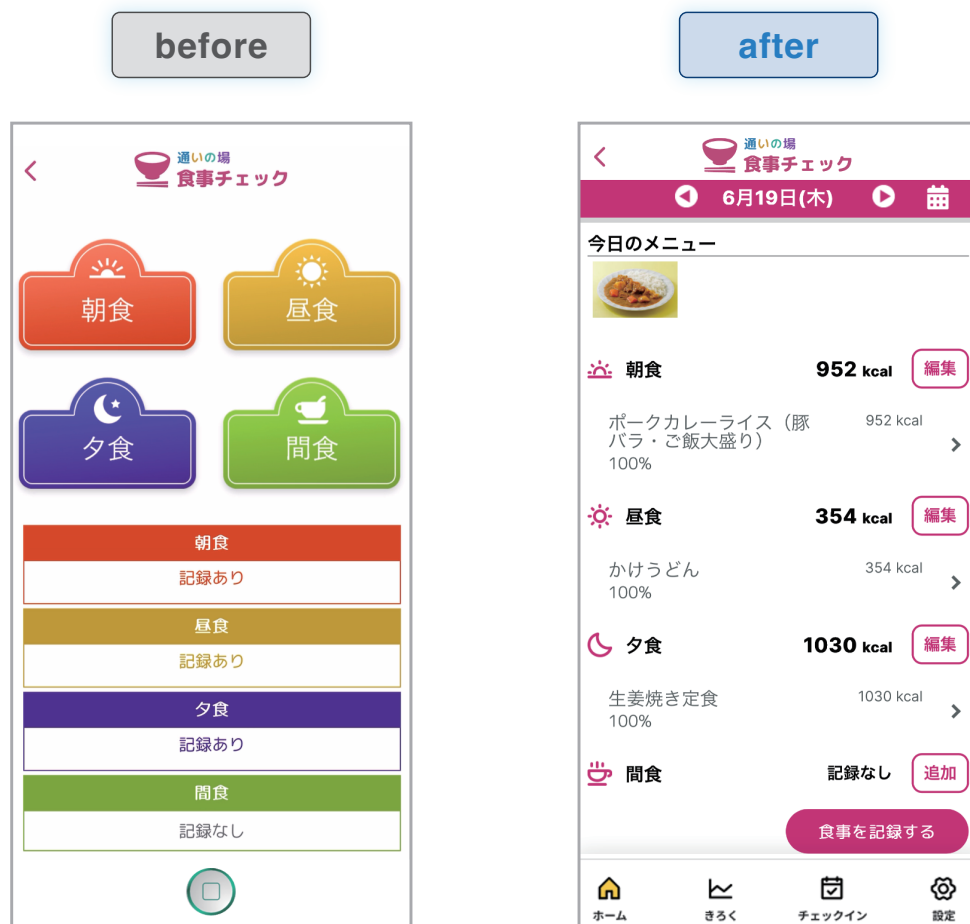 before
after
通いの場
食事チェック
朝食
昼食
夕食
間食
朝食
記録あり
昼食
記録あり
夕食
記録あり
間食
記録なし
通いの場
食事チェック
6月19日(木)
今日のメニュー
朝食 952 kcal 編集
ポークカレーライス（豚 952 kcal
バラ・ご飯大盛り）
100%
昼食 354 kcal 編集
かけうどん 354 kcal
100%
夕食 1030 kcal 編集
生姜焼き定食 1030 kcal
100%
間食 記録なし 追加
食事を記録する
ホーム きろく チェックイン 設定